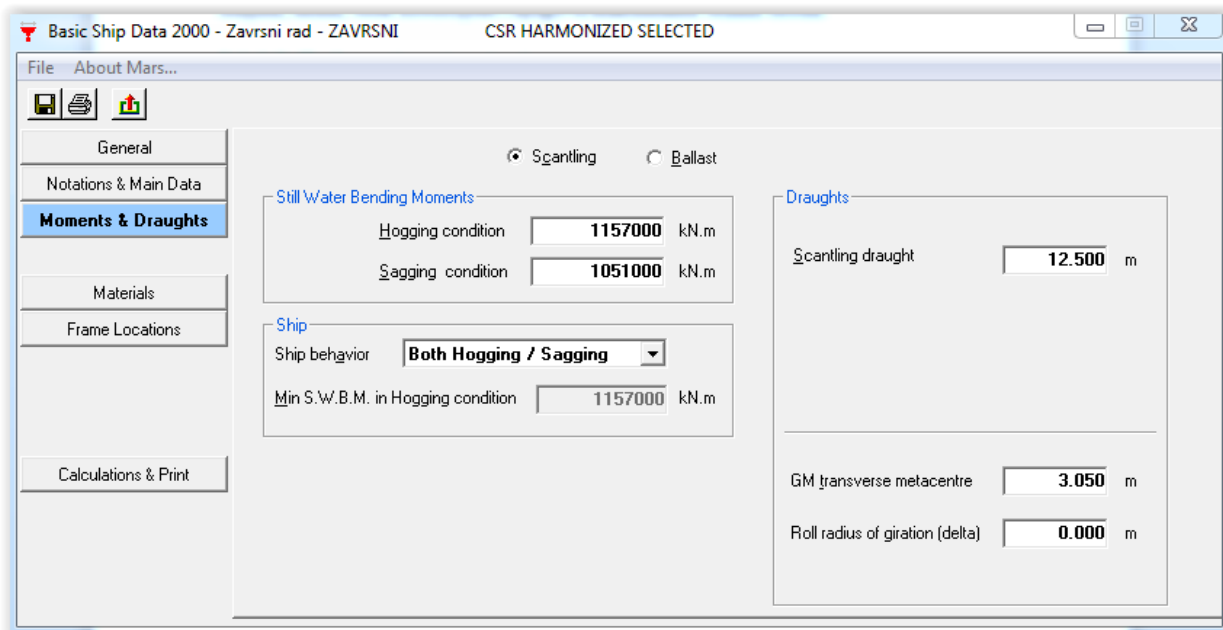 Basic Ship Data 2000 - Zavrsni rad - ZAVRSNI CSR HARMONIZED SELECTED
File About Mars...
General
Notations & Main Data
Moments & Draughts
Materials
Frame Locations
Calculations & Print
Scantling Ballast
Still Water Bending Moments
Hogging condition 1157000 kN.m
Sagging condition 1051000 kN.m
Ship
Ship behavior Both Hogging / Sagging
Min S.W.B.M. in Hogging condition 1157000 kN.m
Draughts
Scantling draught 12.500 m
GM transverse metacentre 3.050 m
Roll radius of giration (delta) 0.000 m